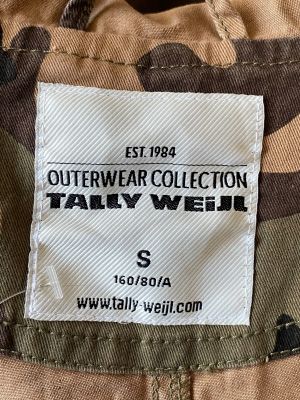 EST. 1984
OUTERWEAR COLLECTION
TALLY WEiJL
S
160/80/A
www.tally-weijl.com